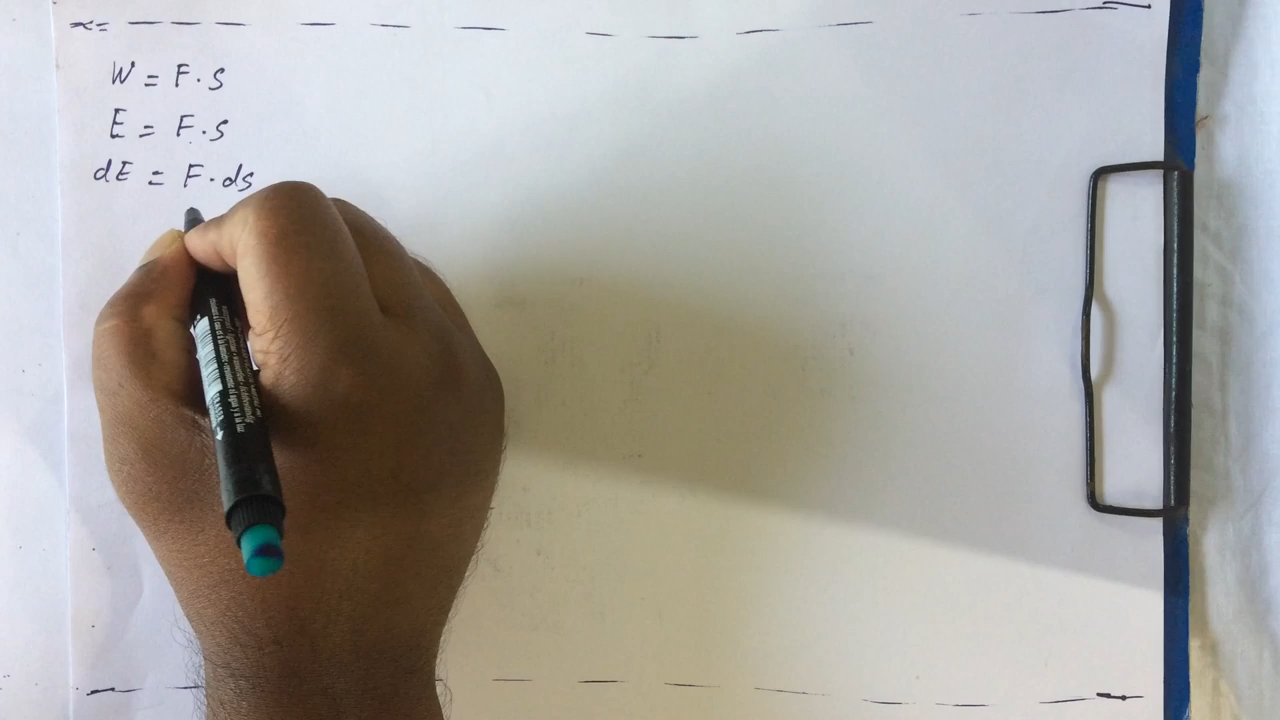 W = F.s
E = F.s
dE = F.ds